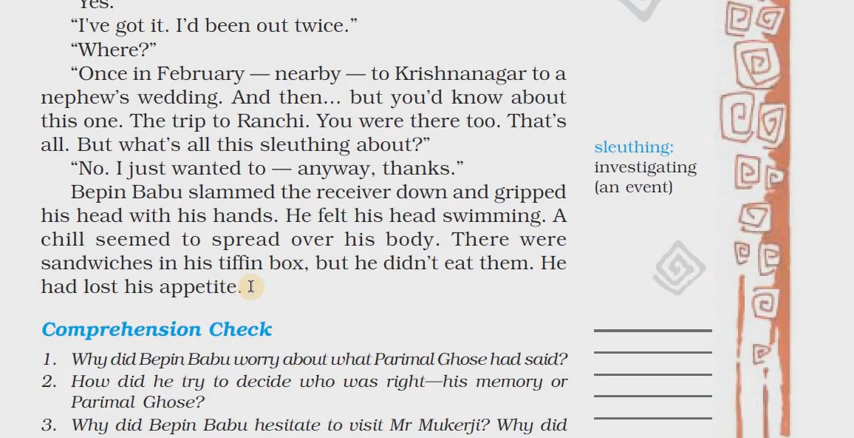 “Yes.
“I've got it. I’d been out twice.”
“Where?”
“Once in February — nearby — to Krishnanagar to a
nephew’s wedding. And then... but you’d know about
this one. The trip to Ranchi. You were there too. That’s
all. But what’s all this sleuthing about?”
“No. I just wanted to — anyway, thanks.”
Bepin Babu slammed the receiver down and gripped
his head with his hands. He felt his head swimming. A
chill seemed to spread over his body. There were
sandwiches in his tiffin box, but he didn’t eat them. He
had lost his appetite.
sleuthing:
investigating
(an event)
Comprehension Check
1. Why did Bepin Babu worry about what Parimal Ghose had said?
2. How did he try to decide who was right—his memory or
Parimal Ghose?
3. Why did Bepin Babu hesitate to visit Mr Mukerji? Why did